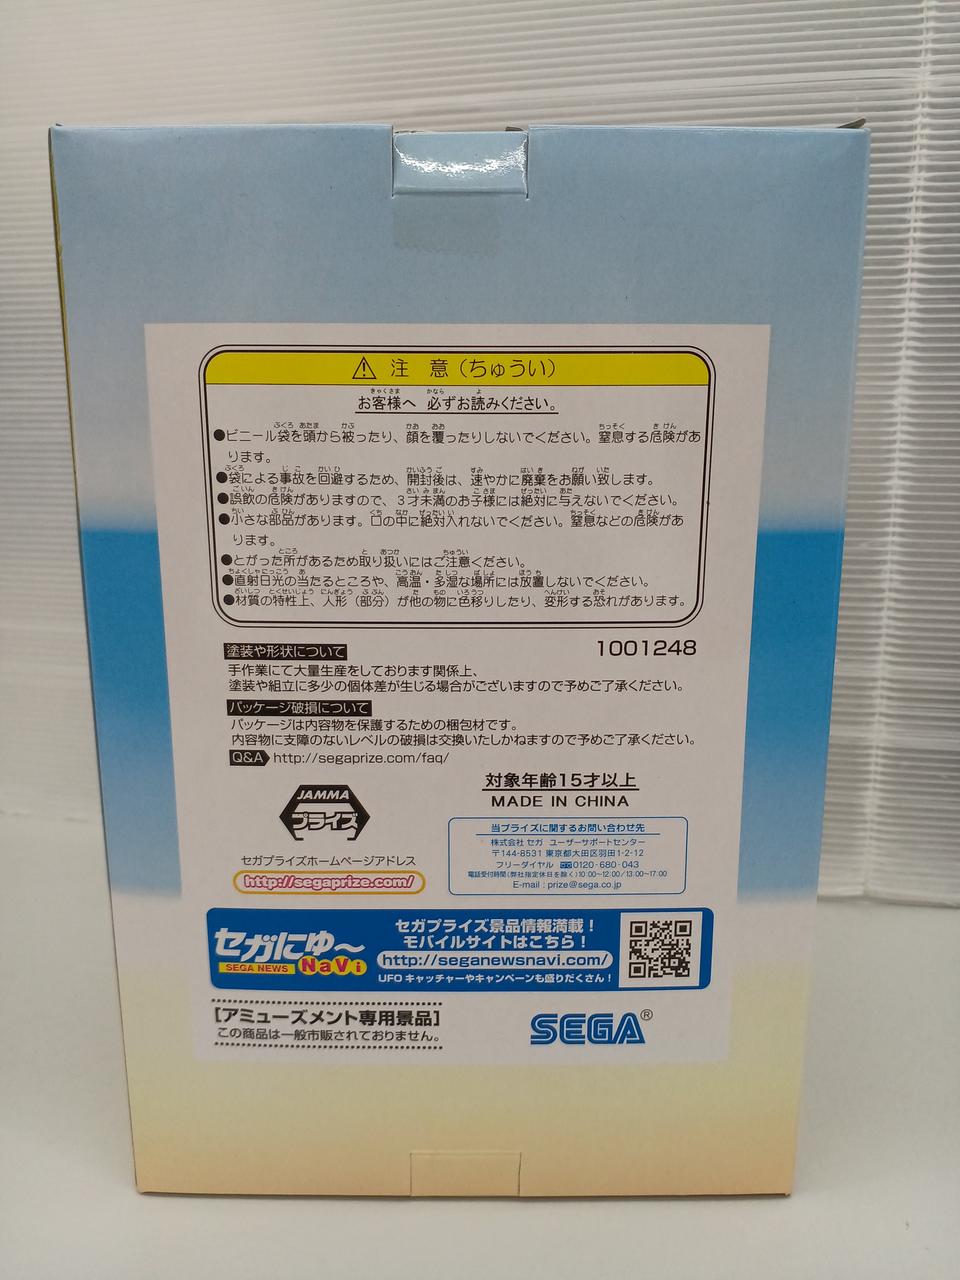 注意(ちゅうい)
お客様へ 必ずお読みください。
●ビニール袋を頭から被ったり、顔を覆ったりしないでください。窒息する危険があ
ります。
●袋による事故を回避するため、開封後は、速やかに廃棄をお願い致します。
●誤飲の危険がありますので、3才未満のお子様には絶対に与えないでください。
●小さな部品があります。口の中に絶対入れないでください。窒息などの危険があ
ります。
●とがった所があるため取り扱いにはご注意ください。
●直射日光の当たるところや、高温・多湿な場所には放置しないでください。
●材質の特性上、人形(部分)が他の物に色移りしたり、変形する恐れがあります。
1001248
塗装や形状について
手作業にて大量生産をしております関係上、
塗装や組立に多少の個体差が生じる場合がございますので予めご了承ください。
パッケージ破損について
パッケージは内容物を保護するための梱包材です。
内容物に支障のないレベルの破損は交換いたしかねますので予めご了承ください。
Q&A http://segaprize.com/faq/
JAMMA
プライズ
対象年齢15才以上
MADE IN CHINA
セガプライズホームページアドレス
http://segaprize.com/
当プライズに関するお問い合わせ先
株式会社 セガ ユーザーサポートセンター
〒144-8531 東京都大田区羽田1-2-12
フリーダイヤル 0120-680-043
電話受付時間(弊社指定休日を除く)10:00~12:00/13:00~17:00
E-mail : prize@sega.co.jp
セガにゅ~
SEGA NEWS NaVi
セガプライズ景品情報満載!
モバイルサイトはこちら!
http://seganewsnavi.com/
UFOキャッチャーやキャンペーンも盛りだくさん!
[アミューズメント専用景品]
この商品は一般市販されておりません。
SEGA®